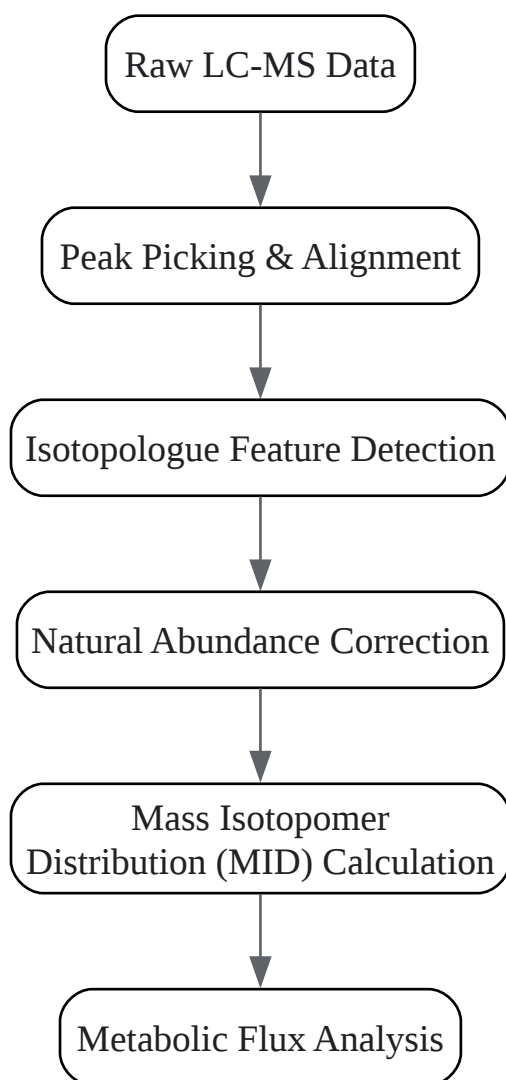 Raw LC-MS Data
Peak Picking & Alignment
Isotopologue Feature Detection
Natural Abundance Correction
Mass Isotopomer
Distribution (MID) Calculation
Metabolic Flux Analysis